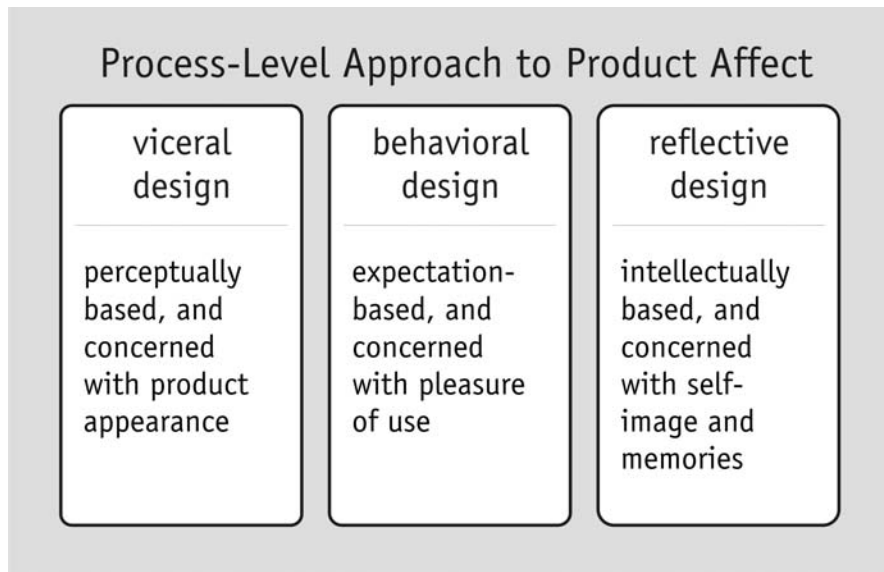 Process-Level Approach to Product Affect
viceral
design
perceptually
based, and
concerned
with product
appearance
behavioral
design
expectation-
based, and
concerned
with pleasure
of use
reflective
design
intellectually
based, and
concerned
with self-
image and
memories